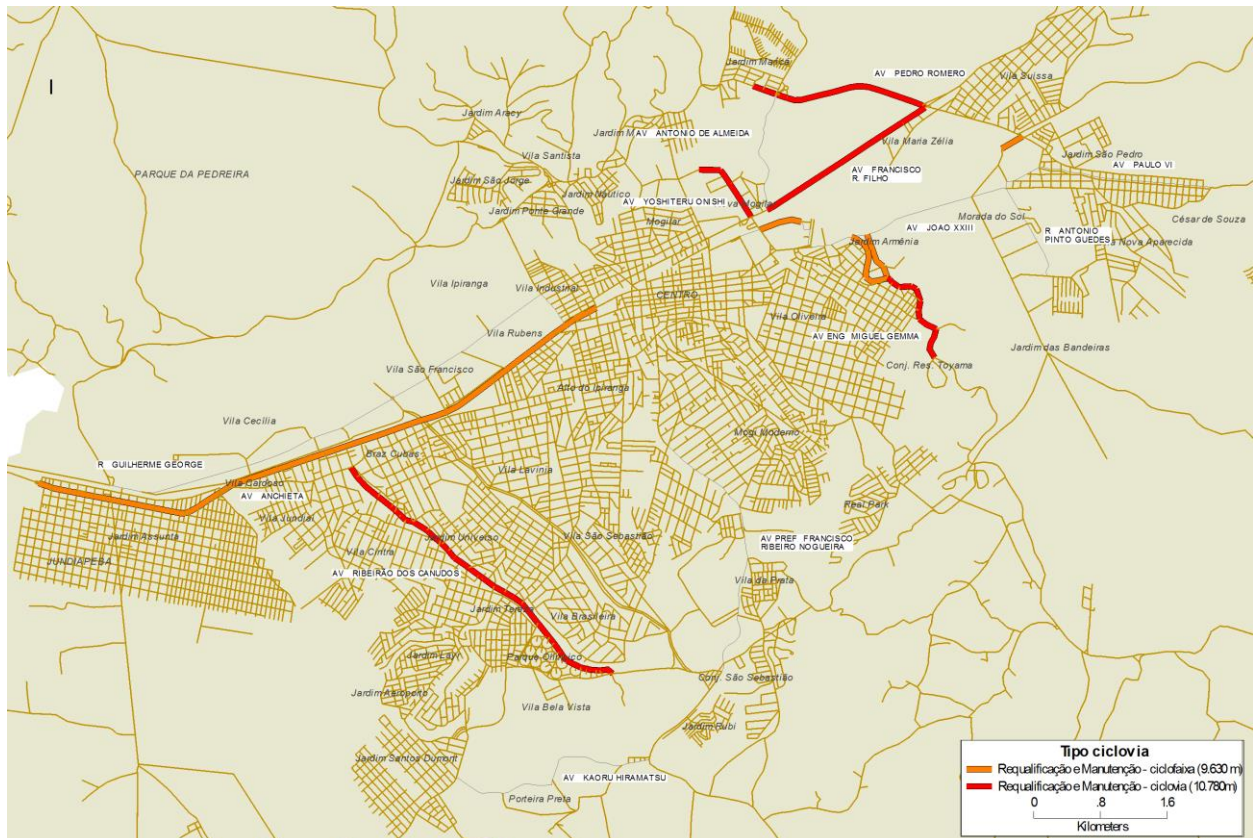 Jardim Marica
AV PEDRO ROMERO
Vila Suissa
Jardim Aracy
AV ANTONIO DE ALMEIDA
Vila Maria Zélia
Vila Santista
Jardim São Pedro
AV PAULO VI
PARQUE DA PEDREIRA
Jardim São Jorge
AV FRANCISCO
R. FILHO
Jardim Náutico
AV YOSHITERU ONISHI
Jardim Ponte Grande
Mogilar
Morada do Sol
César de Souza
AV JOAO XXIII
R ANTONIO
PINTO GUEDES
Nova Aparecida
Jardim Armênia
Vila Ipiranga
Vila Industrial
CENTRO
Vila Oliveira
Vila Rubens
AV ENG MIGUEL GEMMA
Jardim das Bandeiras
Vila São Francisco
Conj. Res. Toyama
Alto do Ipiranga
Vila Cecília
Mogi Moderno
Braz Cubas
R GUILHERME GEORGE
Vila Lavinia
Vila Cardoso
AV ANCHIETA
Real Park
Vila Jundiai
Jardim Assunta
Jardim Universo
Vila São Sebastião
AV PREF FRANCISCO
RIBEIRO NOGUEIRA
JUNDIAPEBA
Vila Cintra
AV RIBEIRÃO DOS CANUDOS
Vila da Prata
Jardim Tereza
Vila Brasileira
Jardim Layr
Parque Olimpico
Conj. São Sebastião
Jardim Aeroporto
Vila Bela Vista
Jardim Rubi
Jardim Santos Dumont
AV KAORU HIRAMATSU
Porteira Preta
Tipo ciclovia
Requalificação e Manutenção - ciclofaixa (9.630 m)
Requalificação e Manutenção - ciclovia (10.780m)
0 .8 1.6
Kilometers